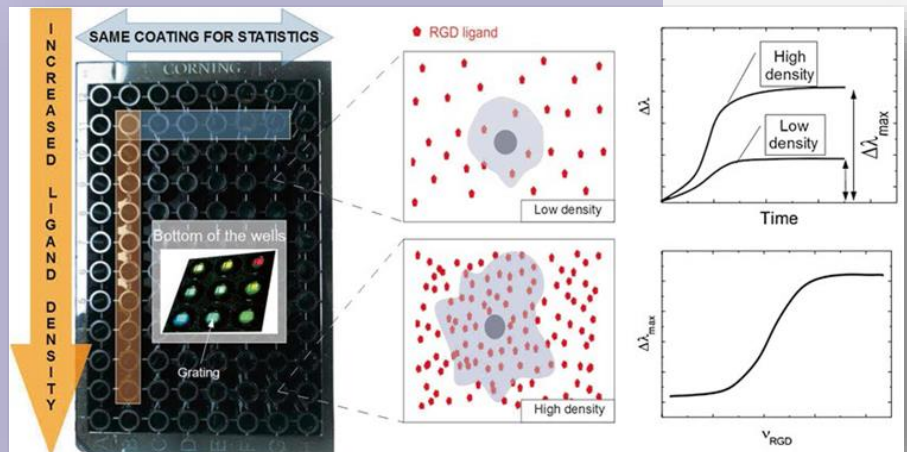 INCREASED LIGAND DENSITY
SAME COATING FOR STATISTICS
CORNING
Bottom of the wells
Grating
A B C D E F G H
RGD ligand
Low density
High density
Δλ
High
density
Low
density
Δλmax
Time
Δλmax
νRGD